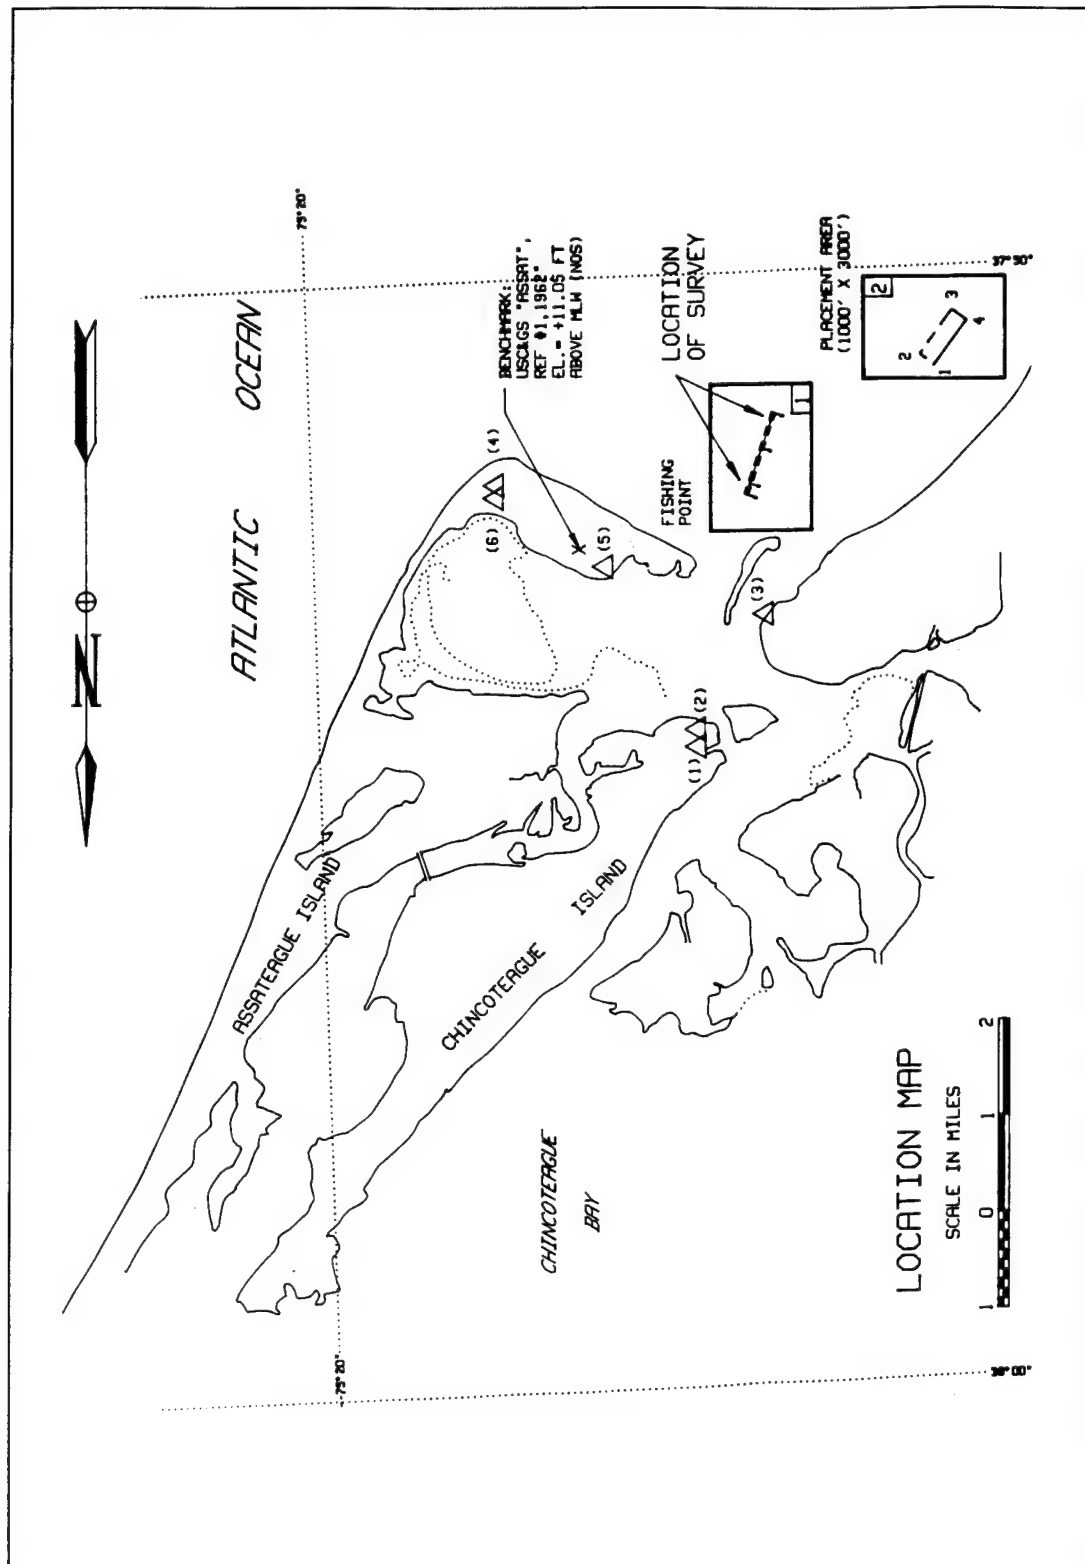 N
ATLANTIC OCEAN
75°20'
BENCHMARK:
USC&GS "ASSAT",
REF #1,1962"
EL.= +11.05 FT
ABOVE MLW (NOS)
(4)
(6)
(5)
LOCATION
OF SURVEY
FISHING
POINT
1
PLACEMENT AREA
(1000' X 3000')
2
1
2
3
4
37°50'
(3)
(2)
(1)
ASSATEAGUE ISLAND
CHINCOTEAGUE ISLAND
CHINCOTEAGUE
BAY
75°20'
38°00'
LOCATION MAP
SCALE IN MILES
1 0 1 2